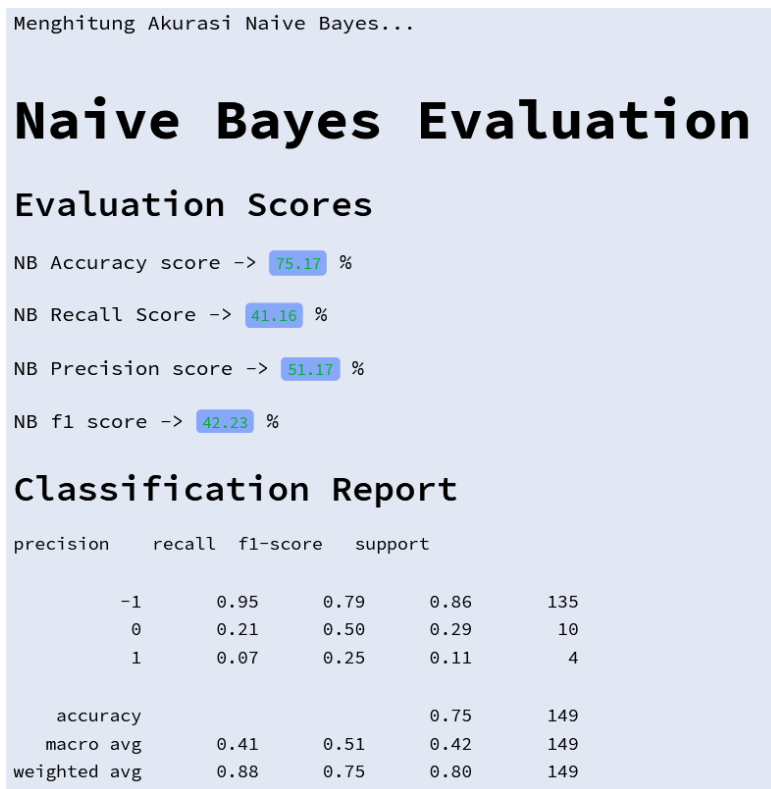 Menghitung Akurasi Naive Bayes...
Naive Bayes Evaluation
Evaluation Scores
NB Accuracy score -> 75.17 %
NB Recall Score -> 41.16 %
NB Precision score -> 51.17 %
NB f1 score -> 42.23 %
Classification Report
precision    recall  f1-score   support
-1       0.95      0.79      0.86       135
0       0.21      0.50      0.29        10
1       0.07      0.25      0.11         4
accuracy                           0.75       149
macro avg       0.41      0.51      0.42       149
weighted avg       0.88      0.75      0.80       149